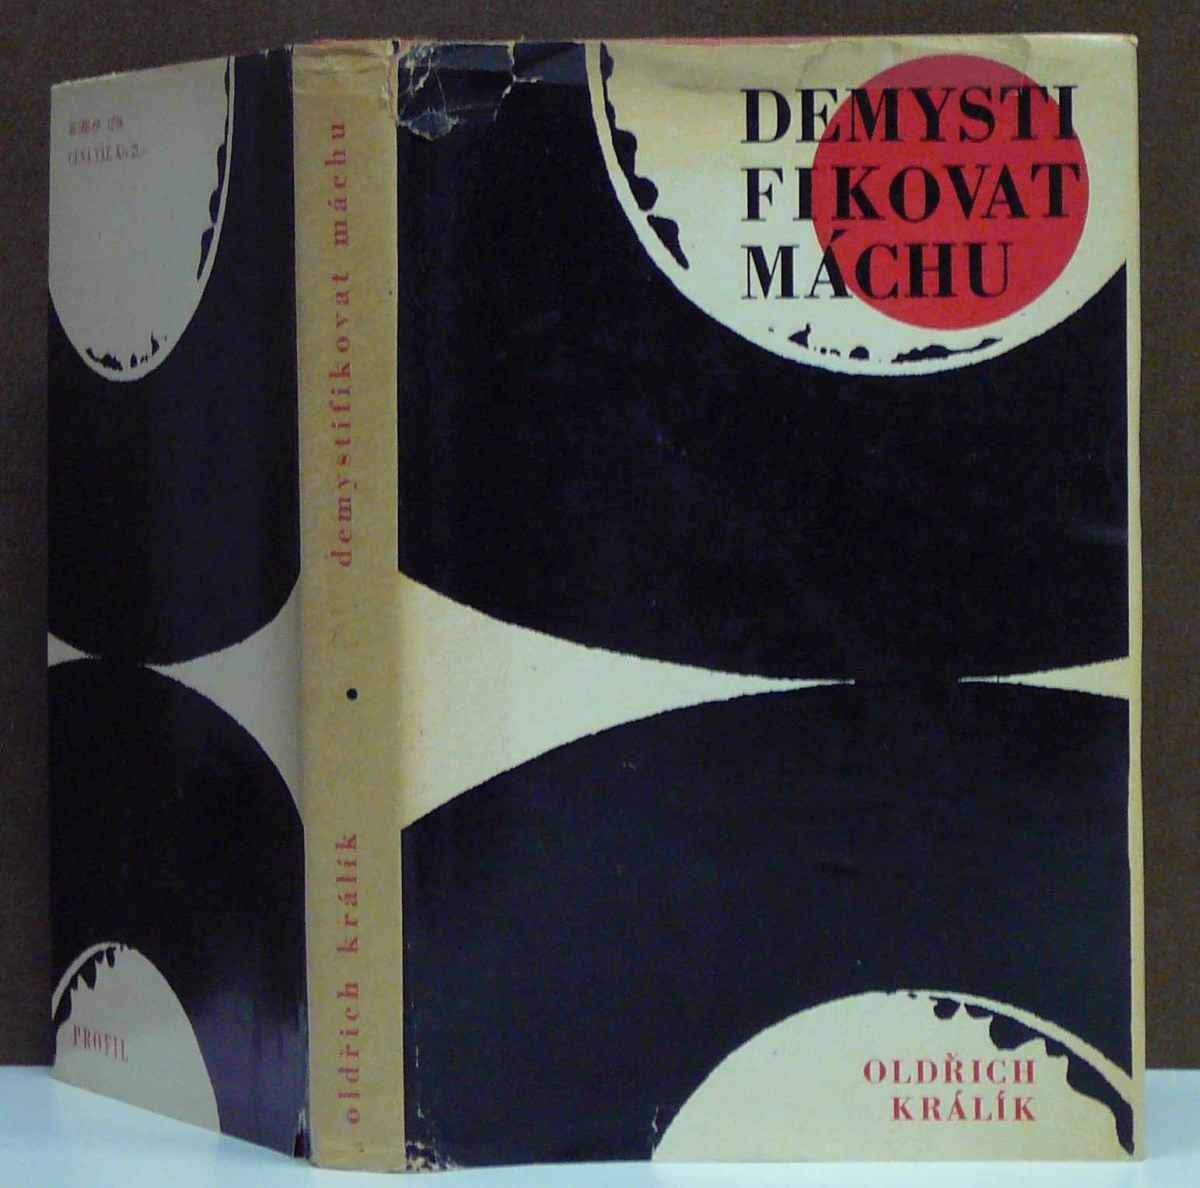 DEMYSTI
FIKOVAT
MÁCHU
OLDŘICH
KRÁLÍK
oldřich králík • demystifikovat máchu
PROFIL